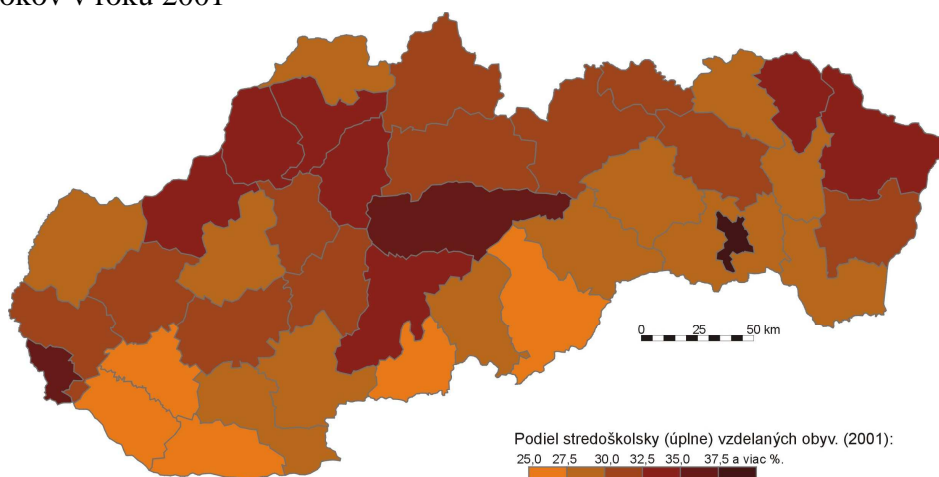 okov v roku 2001
0 25 50 km
Podiel stredoškolsky (úplne) vzdelaných obyv. (2001):
25,0 27,5 30,0 32,5 35,0 37,5 a viac %.